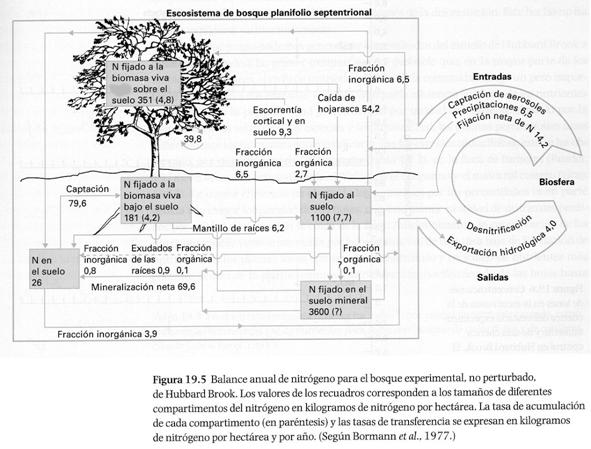 Escosistema de bosque planifolio septentrional
N fijado a la
biomasa viva
sobre el
suelo 351 (4,8)
Fracción
inorgánica 6,5
Entradas
Captación de aerosoles
Precipitaciones 6,5
Fijación neta de N 14,2
Escorrentía
cortical y en
suelo 9,3
Caída de
hojarasca 54,2
39,8
Fracción
inorgánica
6,5
Fracción
orgánica
2,7
Biosfera
Captación
79,6
N fijado a la
biomasa viva
bajo el suelo
181 (4,2)
N fijado al
suelo
1100 (7,7)
Mantillo de raíces 6,2
Desnitrificación
Exportación hidrológica 4,0
Salidas
N en
el suelo
26
Fracción
inorgánica
0,8
Exudados
de las
raíces 0,9
Fracción
orgánica
0,1
?
Fracción
orgánica
0,1
Mineralización neta 69,6
N fijado en el
suelo mineral
3600 (?)
Fracción inorgánica 3,9
Figura 19.5 Balance anual de nitrógeno para el bosque experimental, no perturbado,
de Hubbard Brook. Los valores de los recuadros corresponden a los tamaños de diferentes
compartimentos del nitrógeno en kilogramos de nitrógeno por hectárea. La tasa de acumulación
de cada compartimento (en paréntesis) y las tasas de transferencia se expresan en kilogramos
de nitrógeno por hectárea y por año. (Según Bormann et al., 1977.)